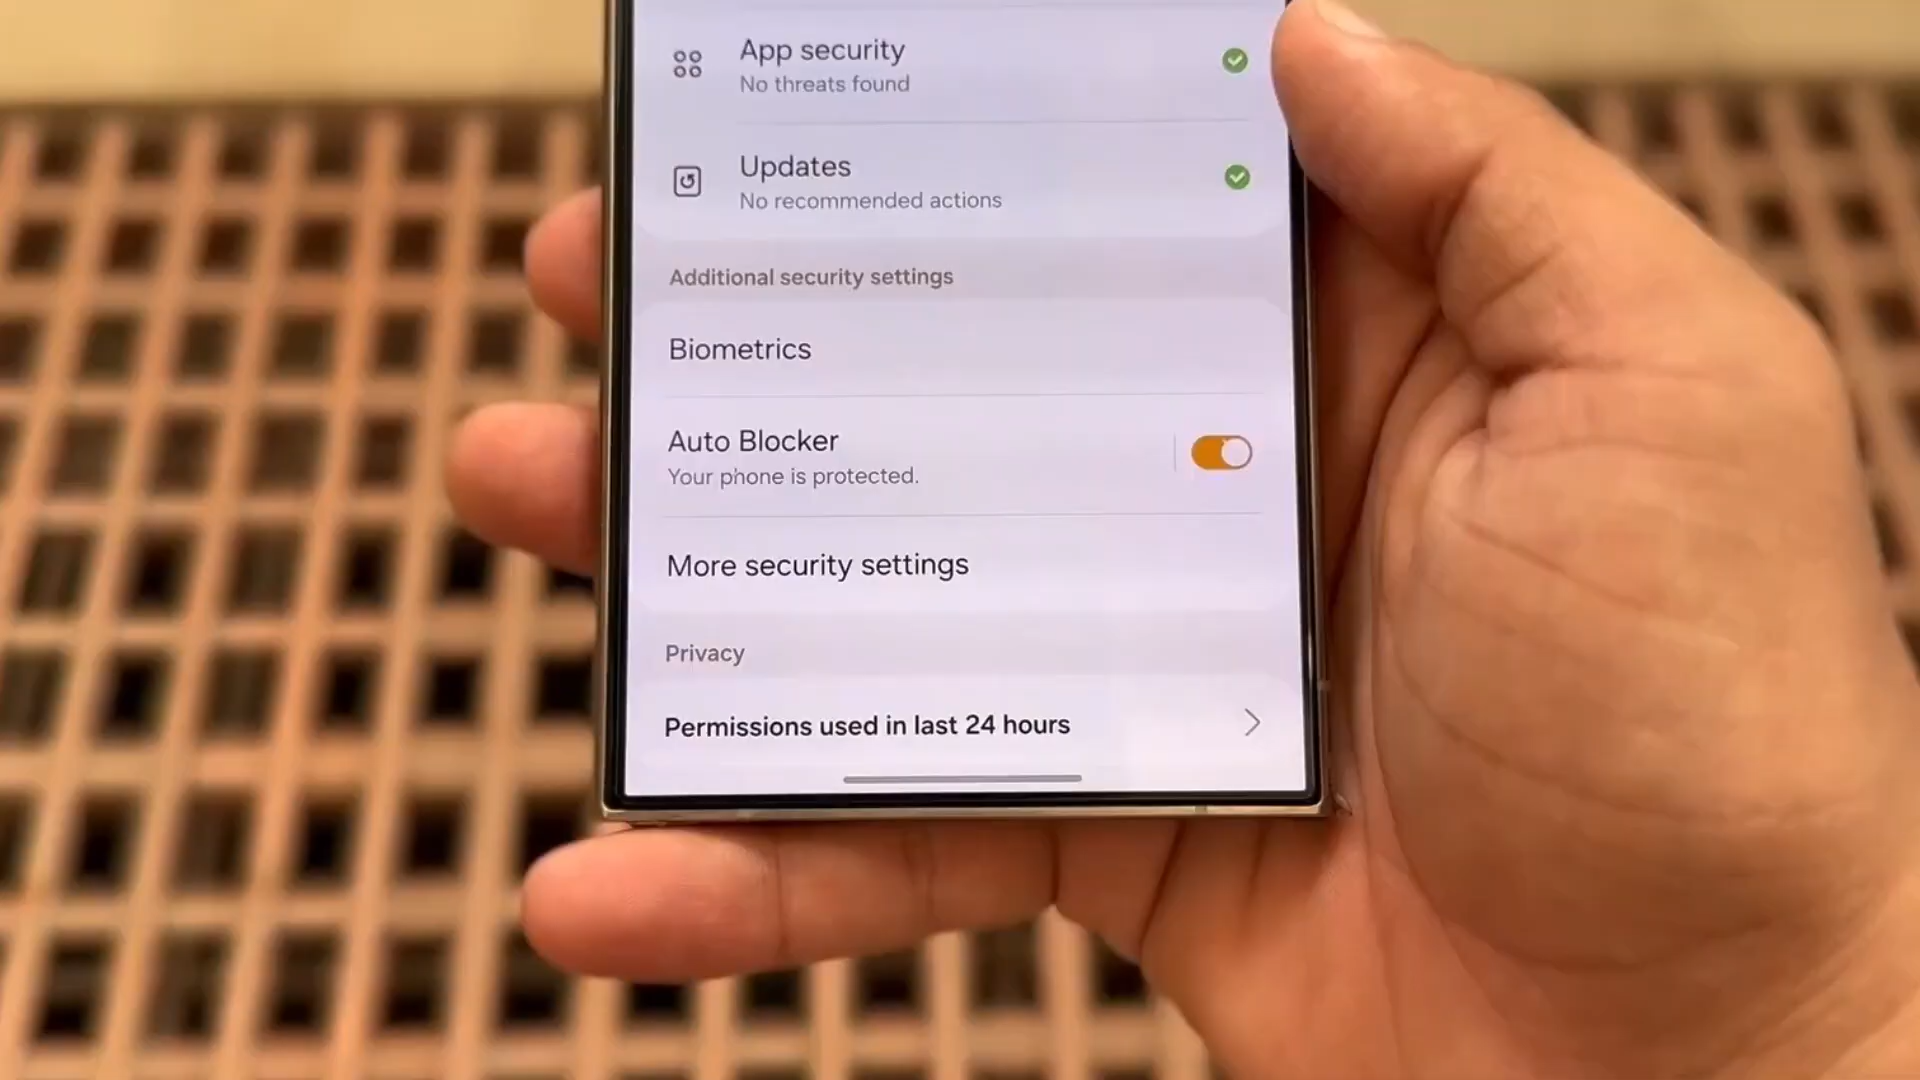 App security
No threats found
Updates
No recommended actions
Additional security settings
Biometrics
Auto Blocker
Your phone is protected.
More security settings
Privacy
Permissions used in last 24 hours